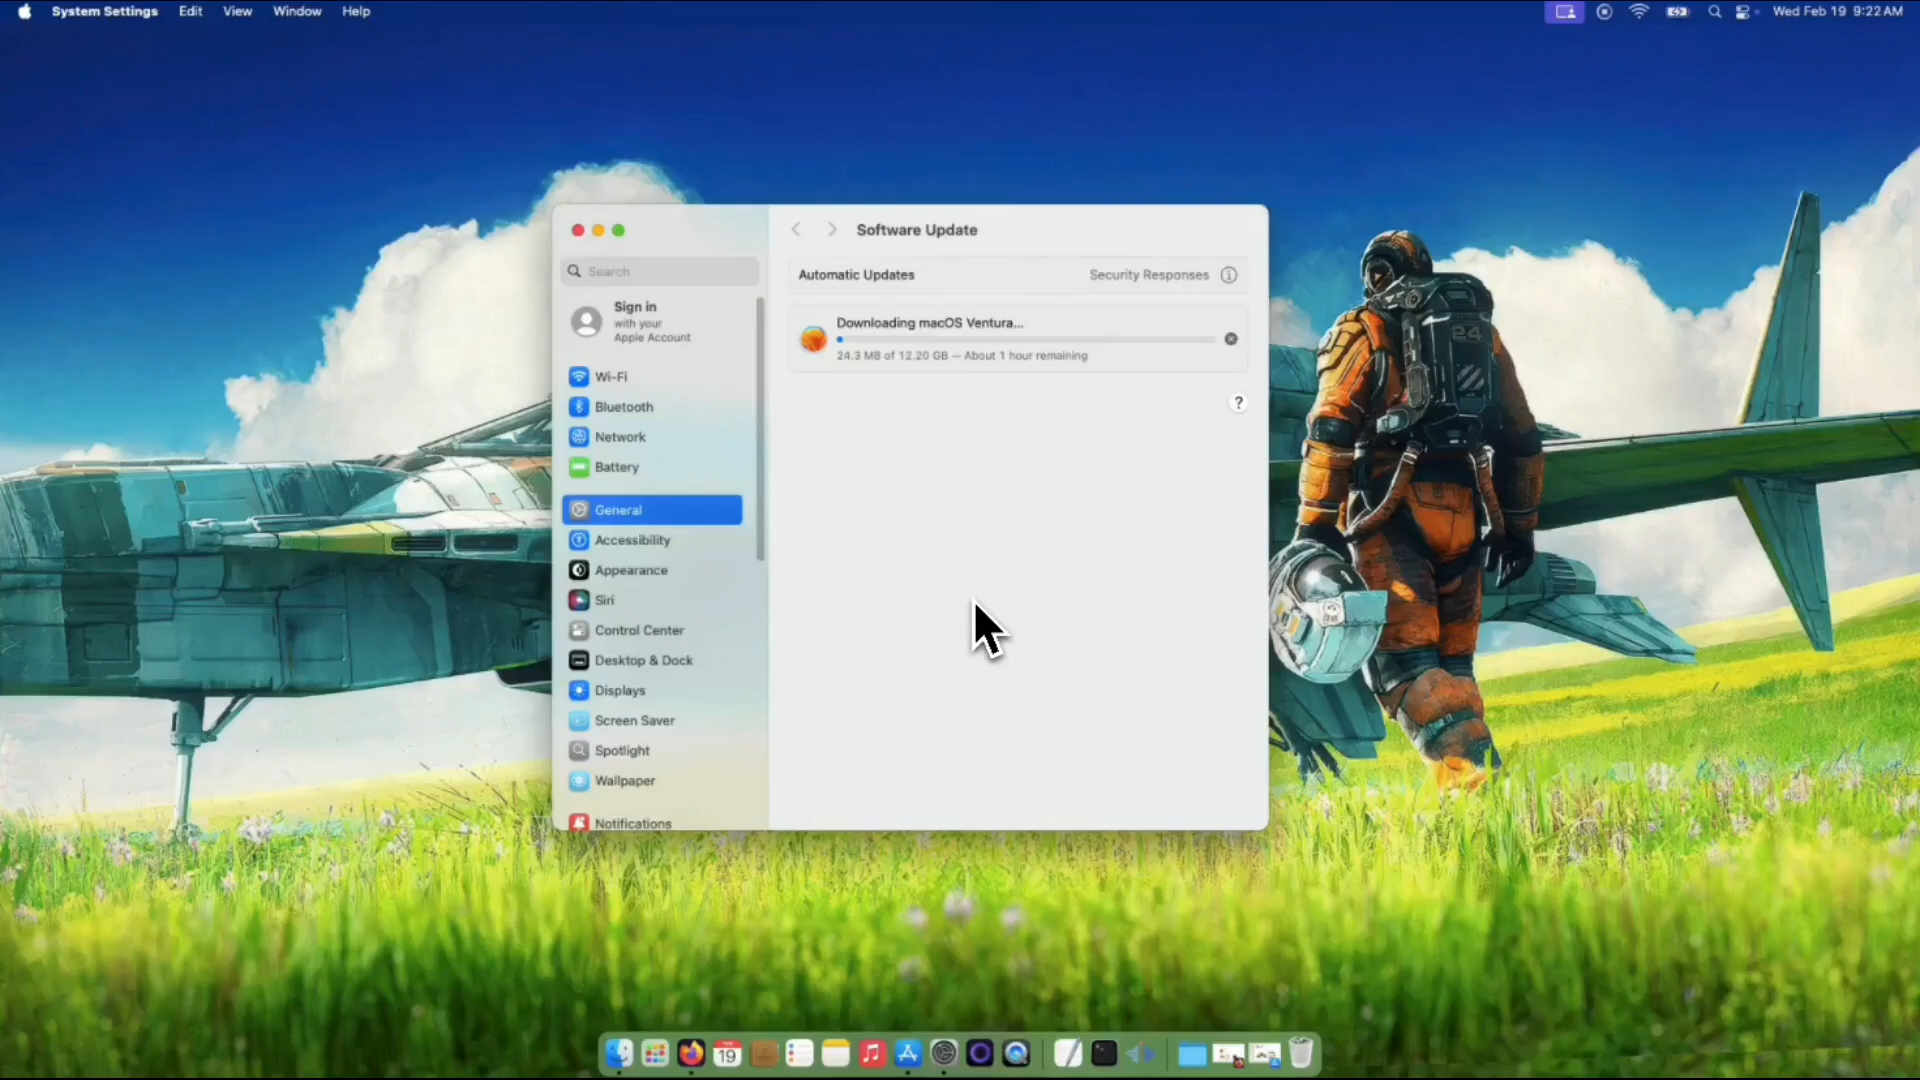 System Settings Edit View Window Help
Wed Feb 19 9:22 AM
Software Update
Search
Automatic Updates
Security Responses
Sign in
with your
Apple Account
Downloading macOS Ventura...
24.3 MB of 12.20 GB — About 1 hour remaining
?
Wi-Fi
Bluetooth
Network
Battery
General
Accessibility
Appearance
Siri
Control Center
Desktop & Dock
Displays
Screen Saver
Spotlight
Wallpaper
Notifications
24
19